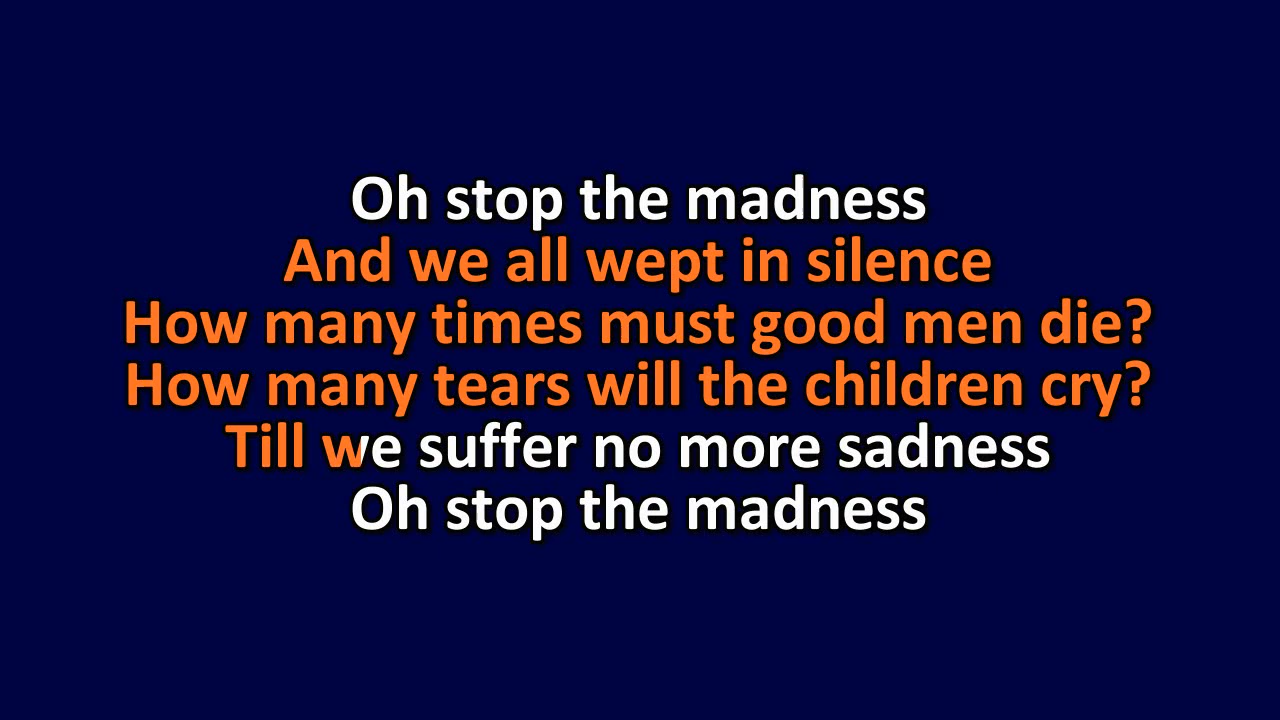 Oh stop the madness
And we all wept in silence
How many times must good men die?
How many tears will the children cry?
Till we suffer no more sadness
Oh stop the madness